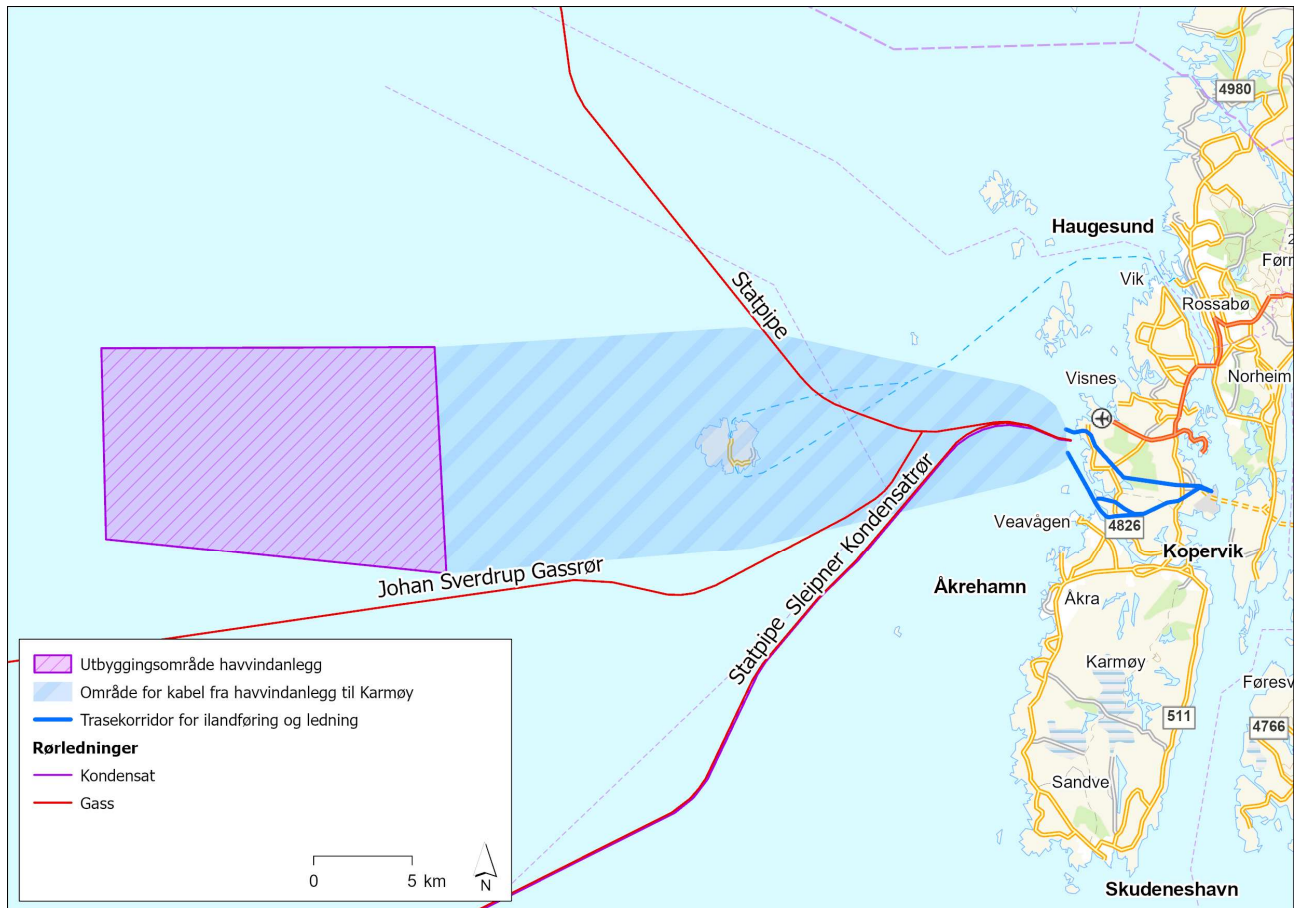 4980
Haugesund
2
Førr
Vik
Rossabø
Statpipe
Visnes
Norheim
Veavågen
4826
Kopervik
Johan Sverdrup Gassrør
Statpipe Sleipner Kondensatrør
Åkrehamn
Åkra
Karmøy
Føresv
511
4766
Sandve
Skudeneshavn
Utbyggingsområde havvindanlegg
Område for kabel fra havvindanlegg til Karmøy
Trasekorridor for ilandføring og ledning
Rørledninger
Kondensat
Gass
0 5 km
N